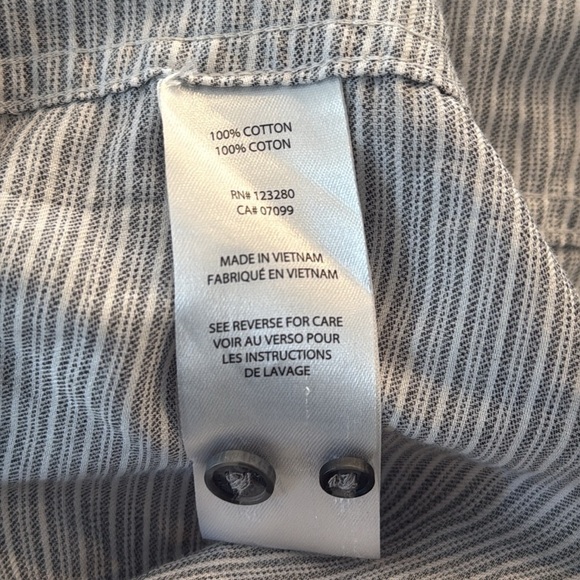 100% COTTON
100% COTON
RN# 123280
CA# 07099
MADE IN VIETNAM
FABRIQUÉ EN VIETNAM
SEE REVERSE FOR CARE
VOIR AU VERSO POUR
LES INSTRUCTIONS
DE LAVAGE